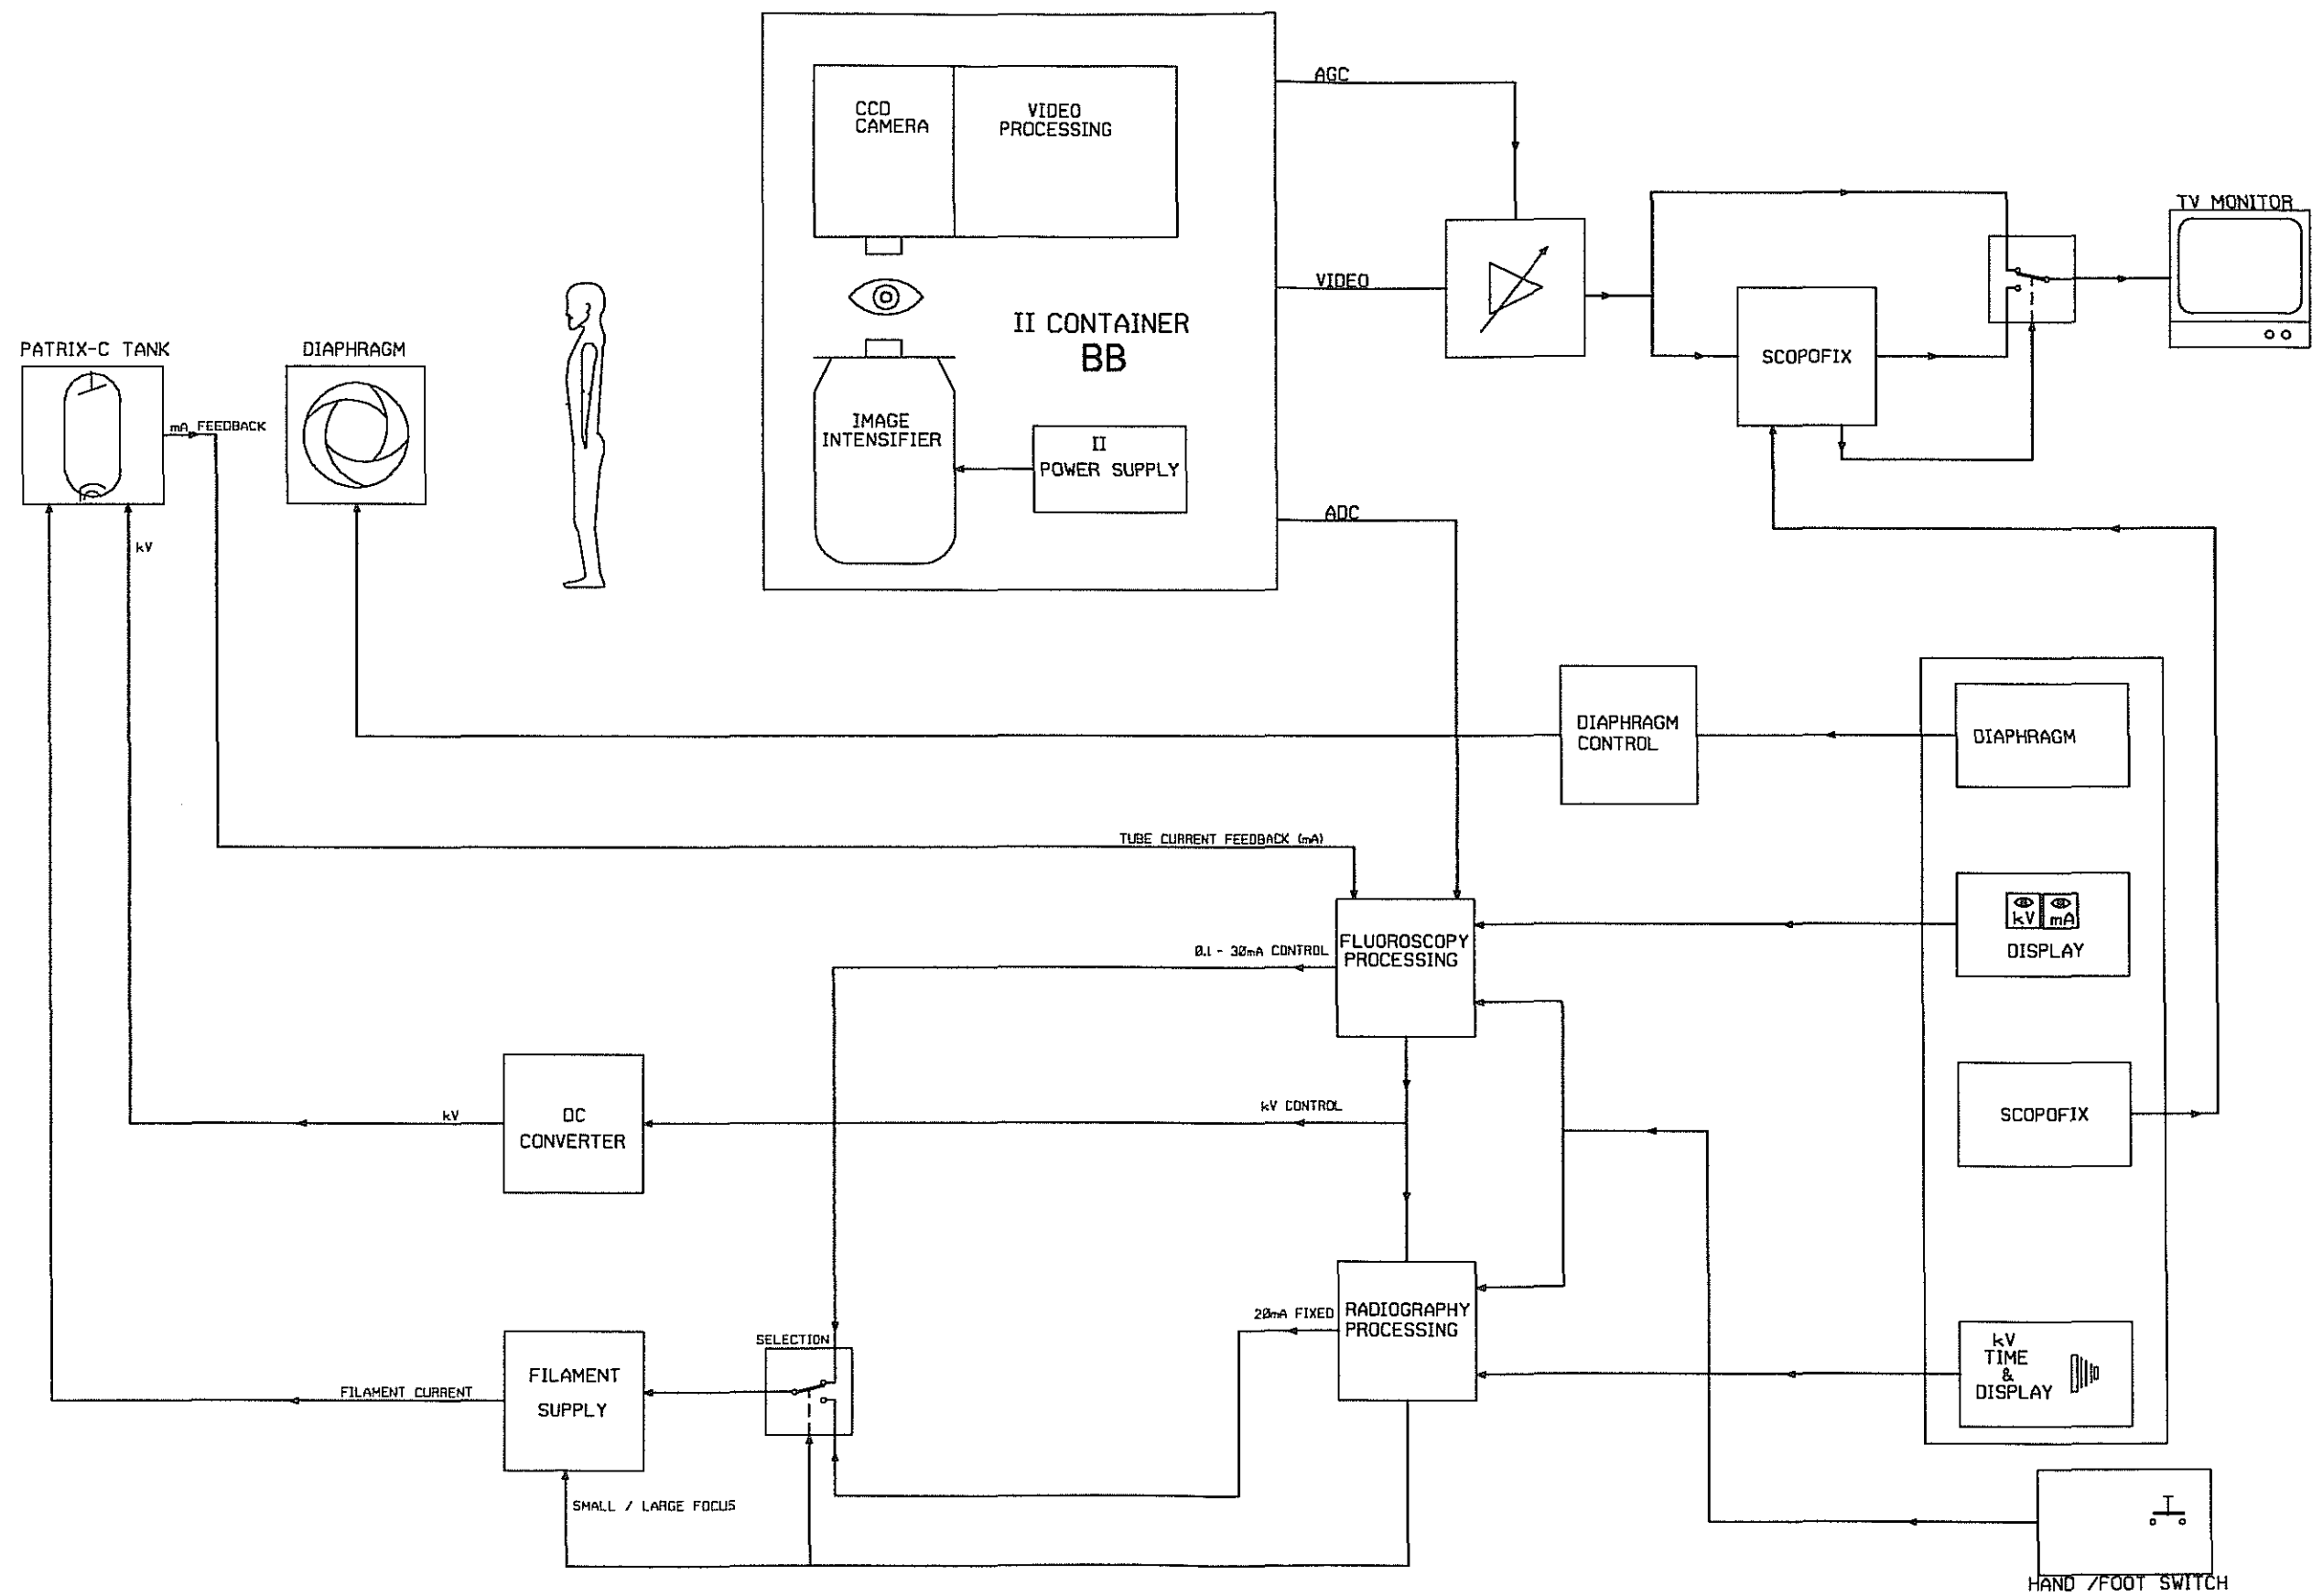 AGC
CCD
CAMERA
VIDEO
PROCESSING
TV MONITOR
VIDEO
II CONTAINER
BB
SCOPOFIX
PATRIX-C TANK
DIAPHRAGM
mA FEEDBACK
IMAGE
INTENSIFIER
II
POWER SUPPLY
ADC
kV
DIAPHRAGM
CONTROL
DIAPHRAGM
TUBE CURRENT FEEDBACK (mA)
kV mA
DISPLAY
FLUOROSCOPY
PROCESSING
0.1 - 30mA CONTROL
kV
DC
CONVERTER
kV CONTROL
SCOPOFIX
20mA FIXED
RADIOGRAPHY
PROCESSING
SELECTION
kV
TIME
&
DISPLAY
FILAMENT
SUPPLY
FILAMENT CURRENT
SMALL / LARGE FOCUS
HAND /FOOT SWITCH